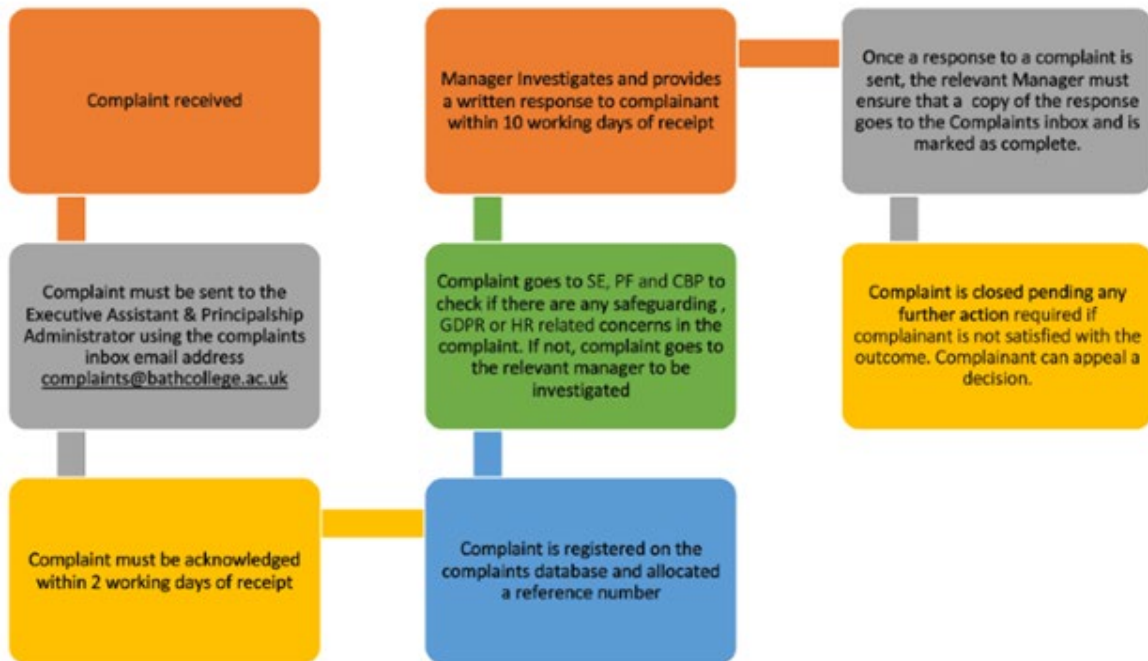 Complaint received
Complaint must be sent to the
Executive Assistant & Principalship
Administrator using the complaints
inbox email address
complaints@bathcollege.ac.uk
Complaint must be acknowledged
within 2 working days of receipt
Complaint is registered on the
complaints database and allocated
a reference number
Complaint goes to SE, PF and CBP to
check if there are any safeguarding ,
GDPR or HR related concerns in the
complaint. If not, complaint goes to
the relevant manager to be
investigated
Manager Investigates and provides
a written response to complainant
within 10 working days of receipt
Once a response to a complaint is
sent, the relevant Manager must
ensure that a copy of the response
goes to the Complaints inbox and is
marked as complete.
Complaint is closed pending any
further action required if
complainant is not satisfied with the
outcome. Complainant can appeal a
decision.